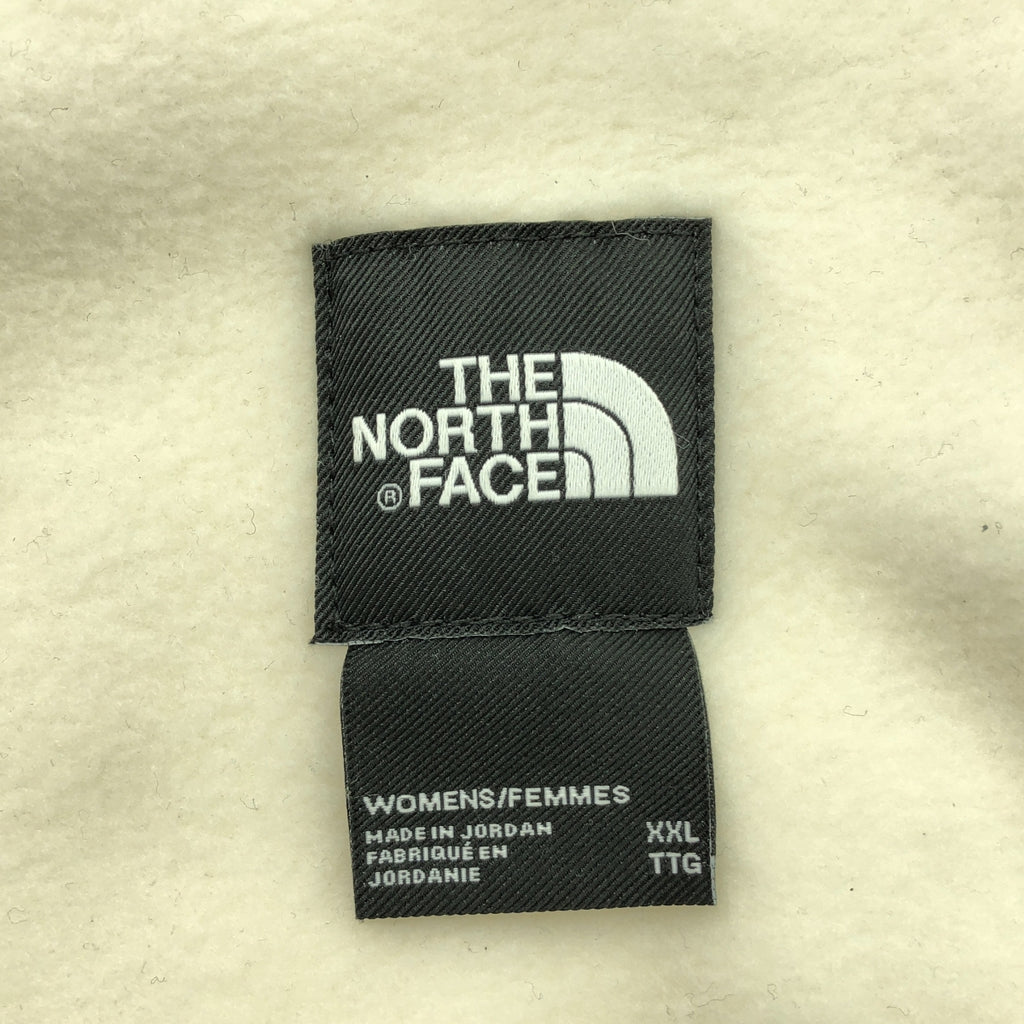 THE
NORTH
® FACE
WOMENS/FEMMES
MADE IN JORDAN XXL
FABRIQUÉ EN TTG
JORDANIE